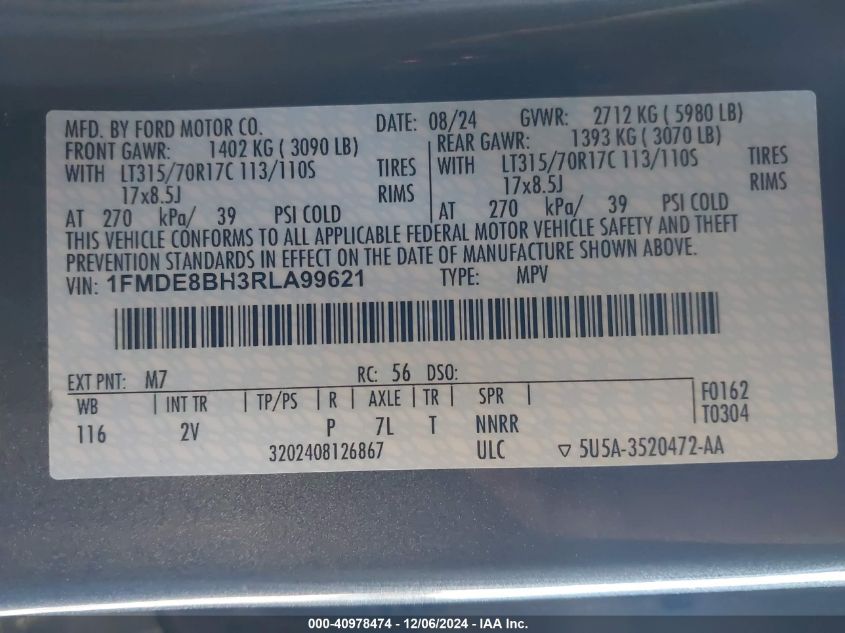 MFD. BY FORD MOTOR CO. DATE: 08/24 GVWR: 2712 KG ( 5980 LB)
FRONT GAWR: 1402 KG ( 3090 LB) REAR GAWR: 1393 KG ( 3070 LB)
WITH LT315/70R17C 113/110S TIRES WITH LT315/70R17C 113/110S TIRES
17x8.5J RIMS 17x8.5J RIMS
AT 270 kPa/ 39 PSI COLD AT 270 kPa/ 39 PSI COLD
THIS VEHICLE CONFORMS TO ALL APPLICABLE FEDERAL MOTOR VEHICLE SAFETY AND THEFT
PREVENTION STANDARDS IN EFFECT ON THE DATE OF MANUFACTURE SHOWN ABOVE.
VIN: 1FMDE8BH3RLA99621 TYPE: MPV
EXT PNT: M7 RC: 56 DSO:
WB INT TR TP/PS R AXLE TR SPR F0162
116 2V P 7L T NNRR T0304
3202408126867 ULC ▽ 5U5A-3520472-AA
000-40978474 - 12/06/2024 - IAA Inc.